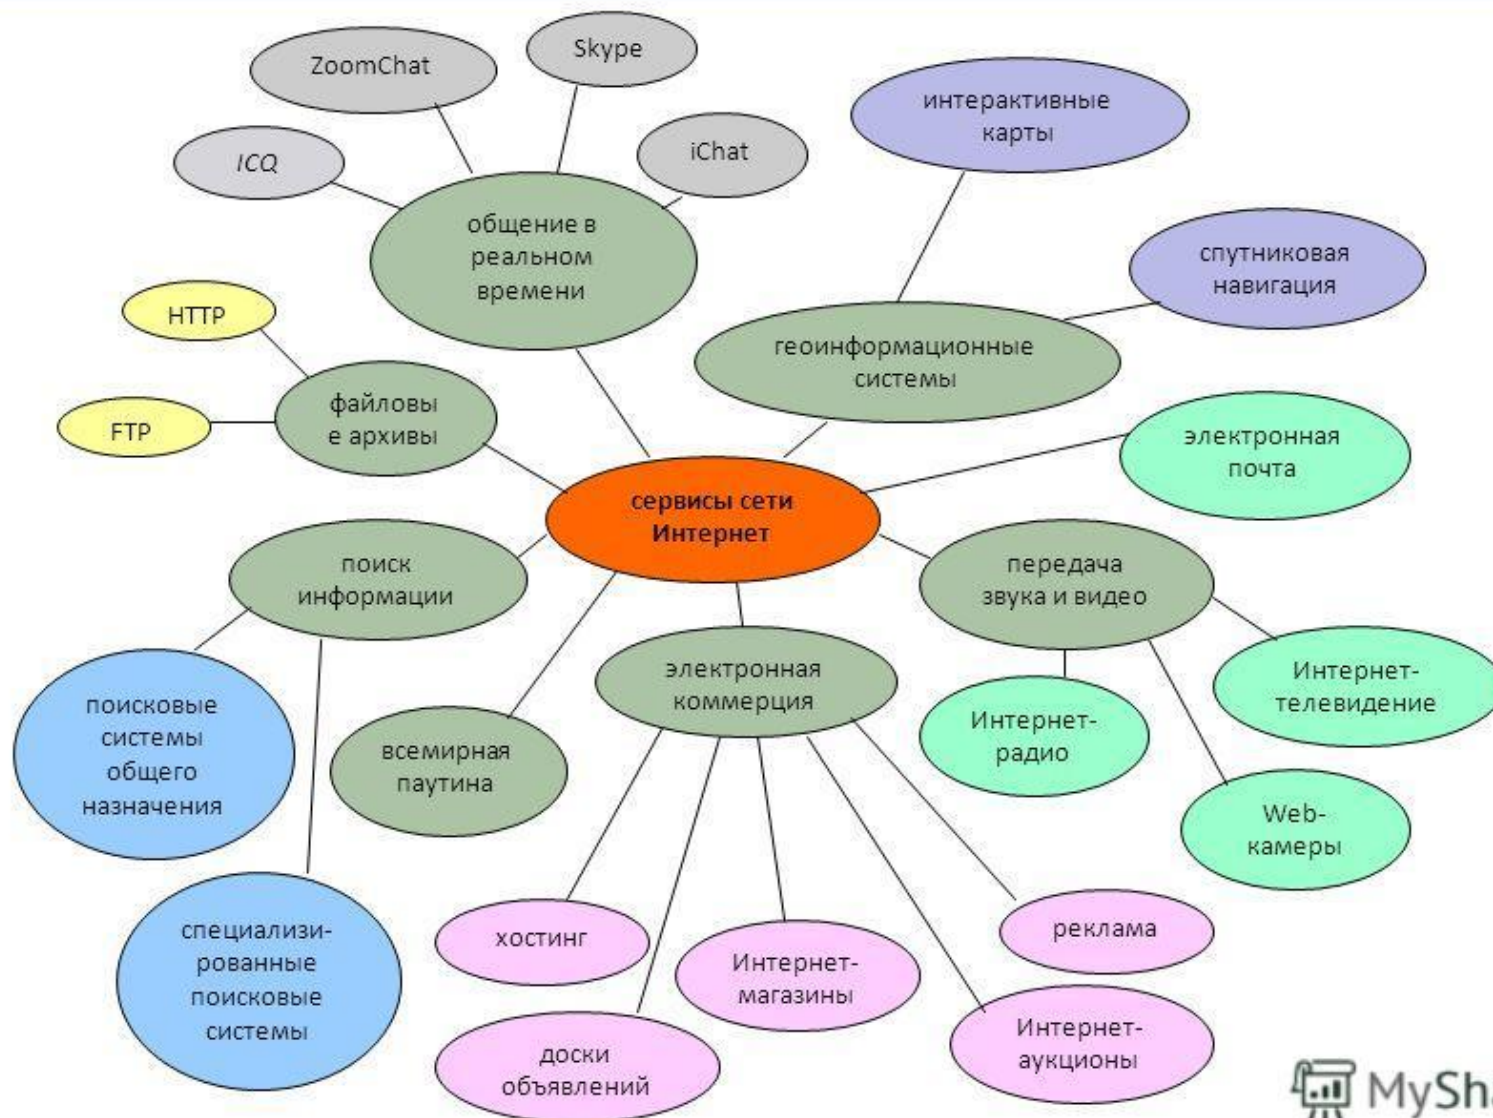 ZoomChat
Skype
ICQ
iChat
интерактивные
карты
общение в
реальном
времени
спутниковая
навигация
HTTP
FTP
файловы
е архивы
геоинформационные
системы
электронная
почта
сервисы сети
Интернет
поиск
информации
передача
звука и видео
поисковые
системы
общего
назначения
всемирная
паутина
электронная
коммерция
Интернет-
радио
Интернет-
телевидение
Web-
камеры
специализи-
рованные
поисковые
системы
хостинг
доски
объявлений
Интернет-
магазины
реклама
Интернет-
аукционы
MySha